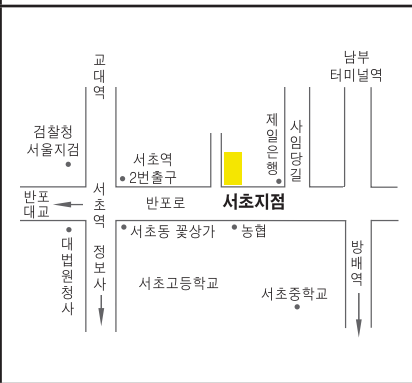 교대역
남부
터미널역
검찰청
서울지검
서초역
2번출구
제일은행
사임당길
반포
대교
서초역
반포로
서초지점
대법원청사
정보사
서초동 꽃상가
농협
방배역
서초고등학교
서초중학교